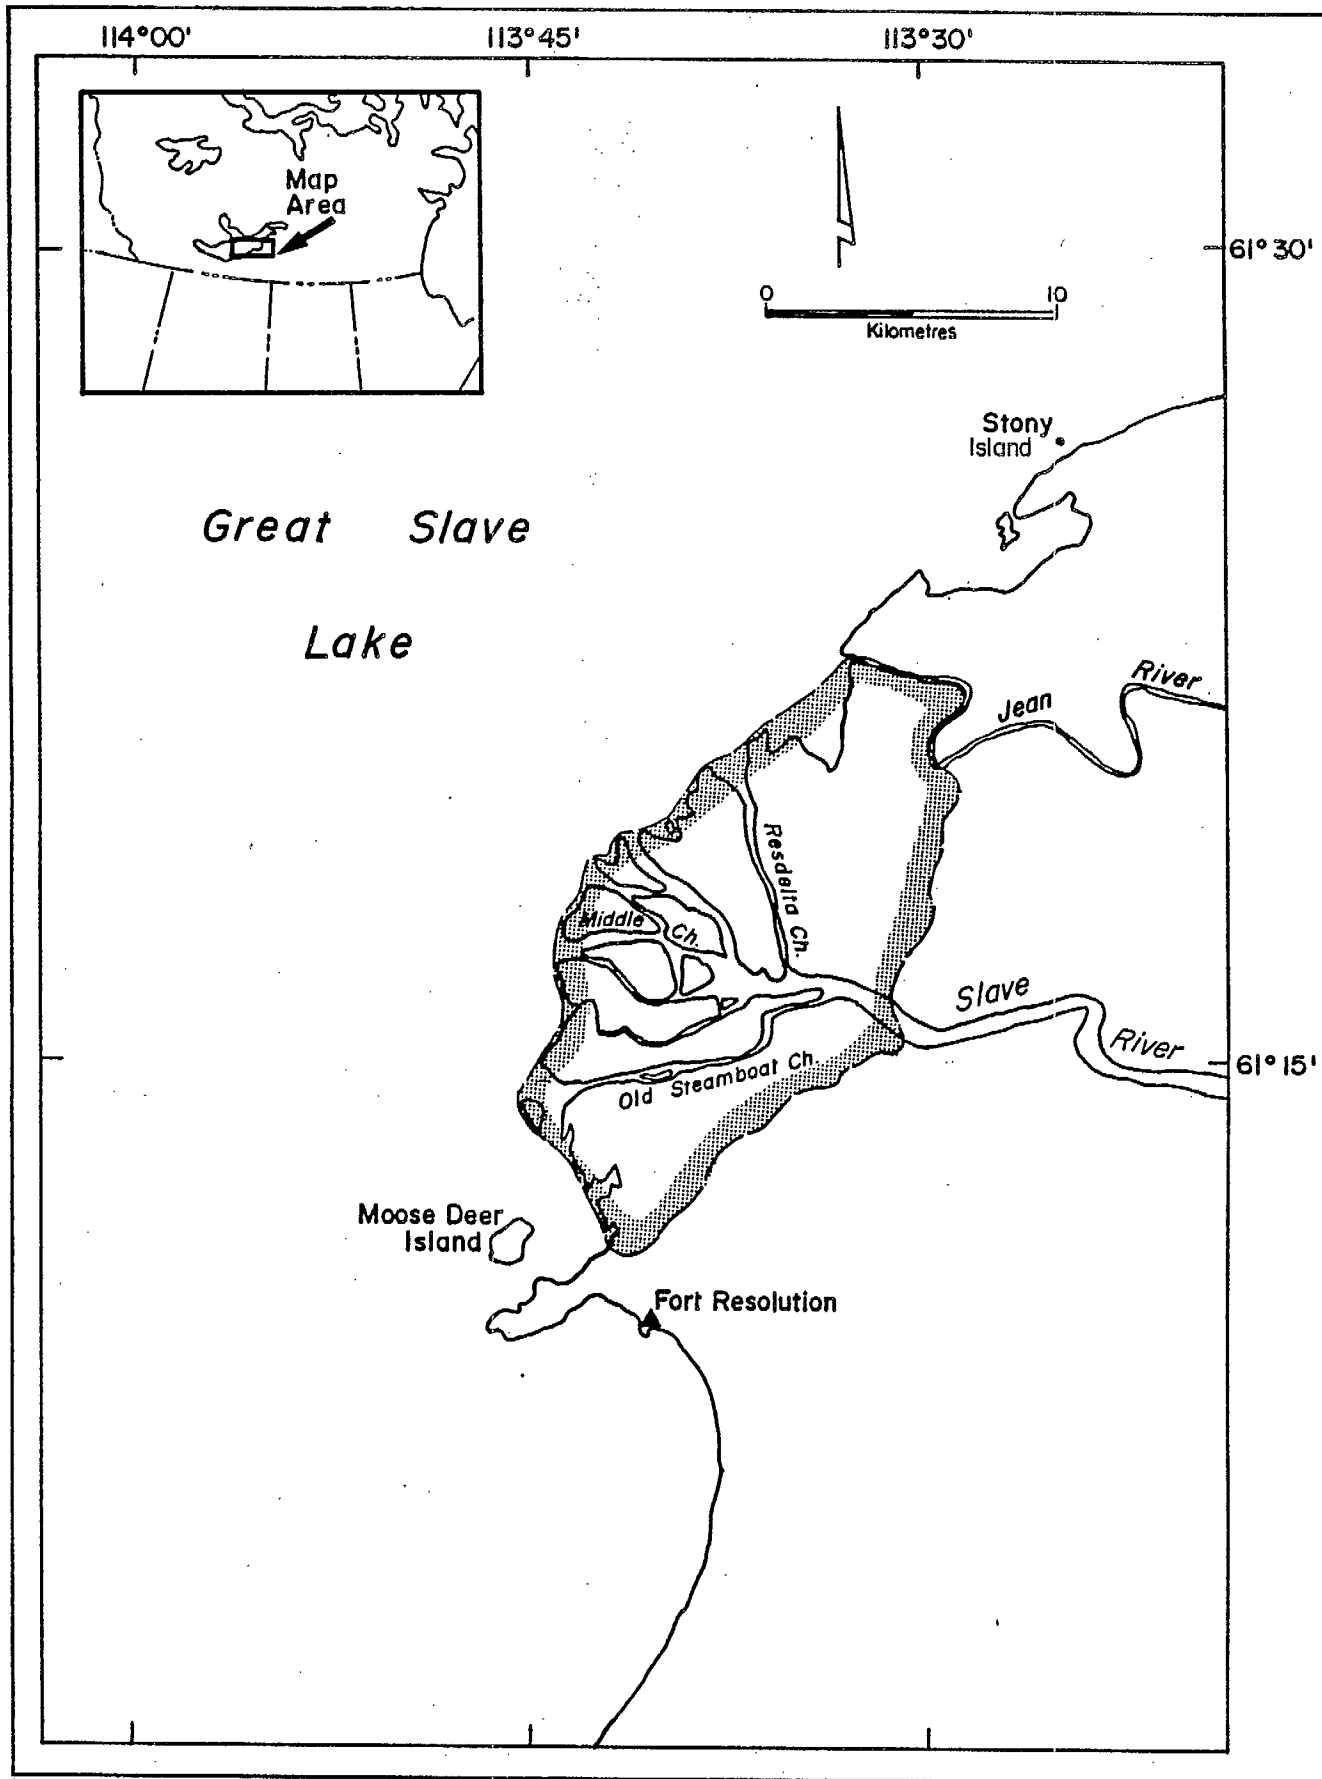 114°00' 113°45' 113°30'
Map
Area
61°30'
0 10
Kilometres
Stony
Island
Great Slave
Lake
River
Jean
Resdelta Ch.
Middle Ch.
Slave
River
61°15'
Old Steamboat Ch.
Moose Deer
Island
Fort Resolution